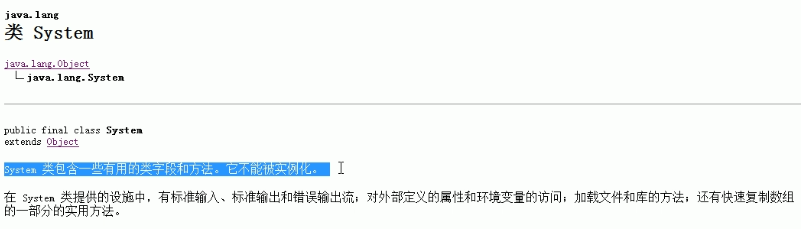 java.lang
类 System
java.lang.Object
java.lang.System
public final class System
extends Object
System 类包含一些有用的类字段和方法。它不能被实例化。
在 System 类提供的设施中，有标准输入、标准输出和错误输出流；对外部定义的属性和环境变量的访问；加载文件和库的方法；还有快速复制数组
的一部分的实用方法。